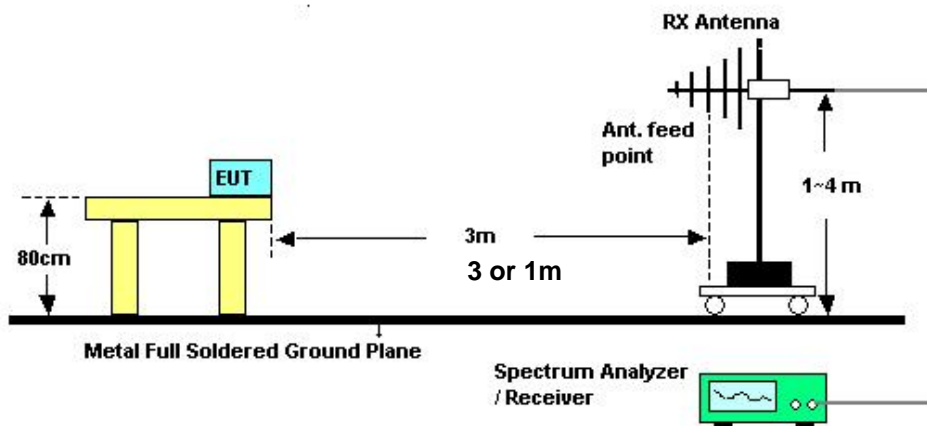 RX Antenna
Ant. feed
point
EUT
1~4 m
80cm
3m
3 or 1m
Metal Full Soldered Ground Plane
Spectrum Analyzer
/ Receiver